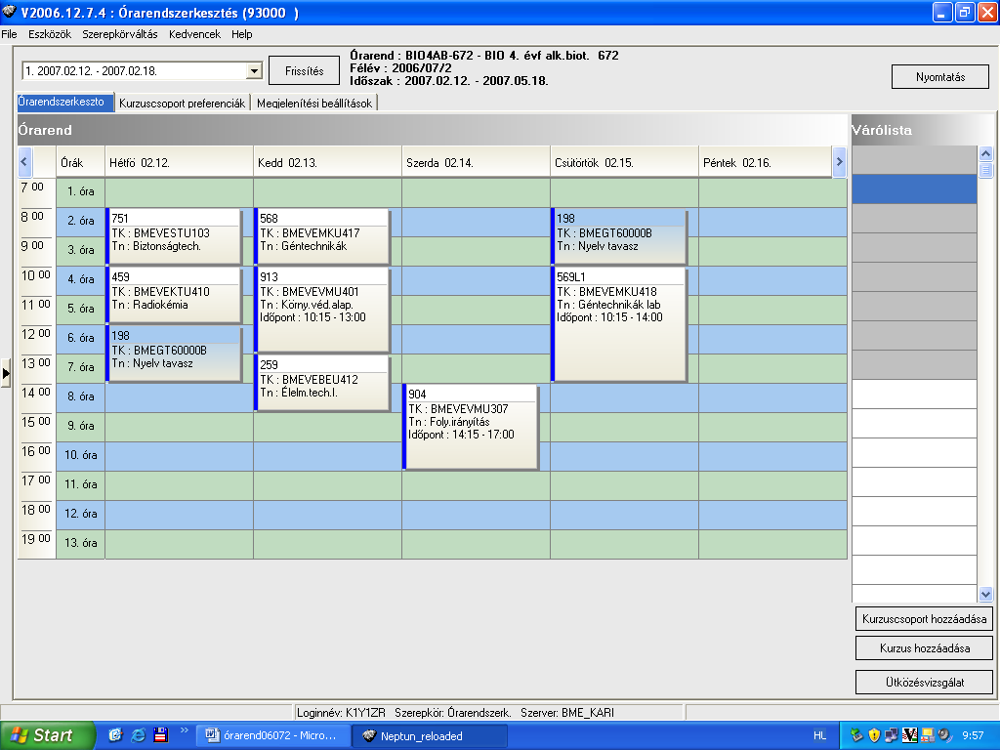 V2006.12.7.4 : Órarendszerkesztés (93000 )
File Eszközök Szerepkörváltás Kedvencek Help
1. 2007.02.12. - 2007.02.18.
Frissítés
Órarend : BIO4AB-672 - BIO 4. évf alk.biot. 672
Félév : 2006/07/2
Időszak : 2007.02.12. - 2007.05.18.
Nyomtatás
Órarendszerkeszto Kurzuscsoport preferenciák Megjelenítési beállítások
Órarend
Várólista
Órák Hétfő 02.12. Kedd 02.13. Szerda 02.14. Csütörtök 02.15. Péntek 02.16.
7 00 1. óra
8 00 2. óra
9 00 3. óra
10 00 4. óra
11 00 5. óra
12 00 6. óra
13 00 7. óra
14 00 8. óra
15 00 9. óra
16 00 10. óra
17 00 11. óra
18 00 12. óra
19 00 13. óra
751
TK : BMEVESTU103
Tn : Biztonságtech.
459
TK : BMEVEKTU410
Tn : Radiokémia
198
TK : BMEGT60000B
Tn : Nyelv tavasz
568
TK : BMEVEMKU417
Tn : Géntechnikák
913
TK : BMEVEVMU401
Tn : Körny.véd.alap.
Időpont : 10:15 - 13:00
259
TK : BMEVEBEU412
Tn : Élelm.tech.I.
904
TK : BMEVEVMU307
Tn : Foly.irányítás
Időpont : 14:15 - 17:00
198
TK : BMEGT60000B
Tn : Nyelv tavasz
569L1
TK : BMEVEMKU418
Tn : Géntechnikák lab
Időpont : 10:15 - 14:00
Kurzuscsoport hozzáadása
Kurzus hozzáadása
Ütközésvizsgálat
Loginnév: K1Y1ZR Szerepkör: Órarendszerk. Szerver: BME_KARI
Start
órarend06072 - Micro...
Neptun_reloaded
HL
9:57